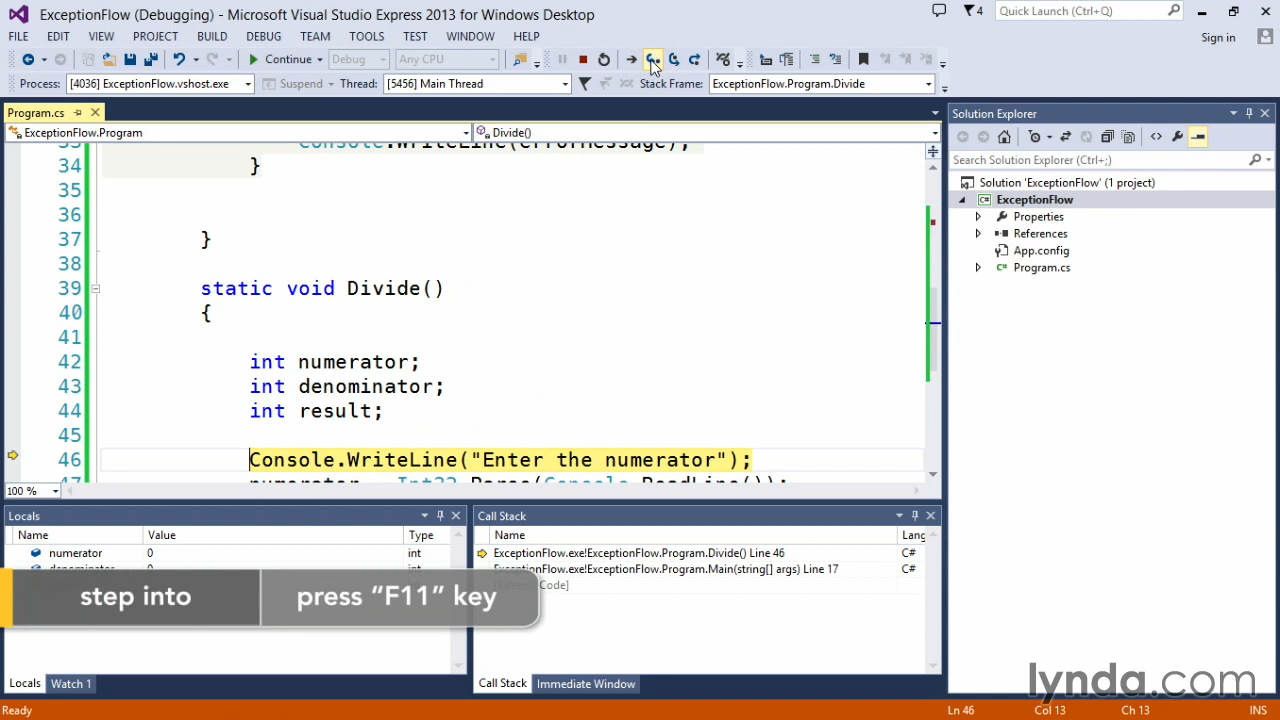 ExceptionFlow (Debugging) - Microsoft Visual Studio Express 2013 for Windows Desktop
4
Quick Launch (Ctrl+Q)
FILE EDIT VIEW PROJECT BUILD DEBUG TEAM TOOLS TEST WINDOW HELP
Sign in
Continue Debug Any CPU
Process: [4036] ExceptionFlow.vshost.exe Suspend Thread: [5456] Main Thread Stack Frame: ExceptionFlow.Program.Divide
Program.cs
ExceptionFlow.Program
Divide()
33 Console.WriteLine(errorMessage);
34 }
35
36
37 }
38
39 static void Divide()
40 {
41
42 int numerator;
43 int denominator;
44 int result;
45
46 Console.WriteLine("Enter the numerator");
47 numerator = Int32.Parse(Console.ReadLine());
100 %
Solution Explorer
Search Solution Explorer (Ctrl+;)
Solution 'ExceptionFlow' (1 project)
ExceptionFlow
Properties
References
App.config
Program.cs
Locals
Name Value Type
numerator 0 int
denominator 0 int
step into press “F11” key
Locals Watch 1
Call Stack
Name Lang
ExceptionFlow.exe!ExceptionFlow.Program.Divide() Line 46 C#
ExceptionFlow.exe!ExceptionFlow.Program.Main(string[] args) Line 17 C#
Code]
Call Stack Immediate Window
lynda.com
Ready Ln 46 Col 13 Ch 13 INS